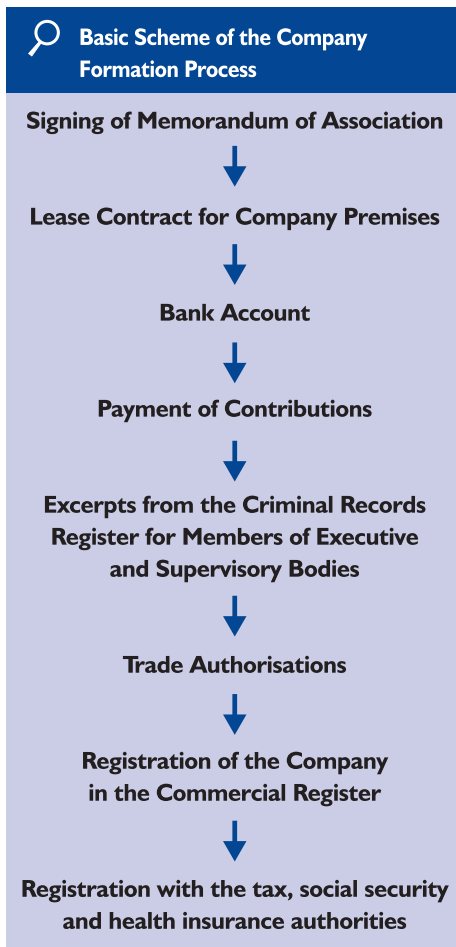 Basic Scheme of the Company
Formation Process
Signing of Memorandum of Association
Lease Contract for Company Premises
Bank Account
Payment of Contributions
Excerpts from the Criminal Records
Register for Members of Executive
and Supervisory Bodies
Trade Authorisations
Registration of the Company
in the Commercial Register
Registration with the tax, social security
and health insurance authorities